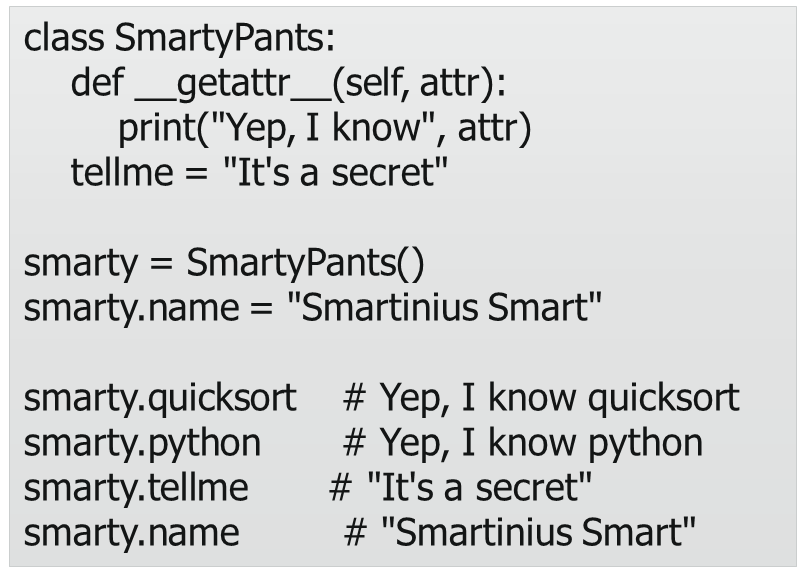 class SmartyPants:
    def __getattr__(self, attr):
        print("Yep, I know", attr)
    tellme = "It's a secret"

smarty = SmartyPants()
smarty.name = "Smartinius Smart"

smarty.quicksort    # Yep, I know quicksort
smarty.python       # Yep, I know python
smarty.tellme       # "It's a secret"
smarty.name         # "Smartinius Smart"